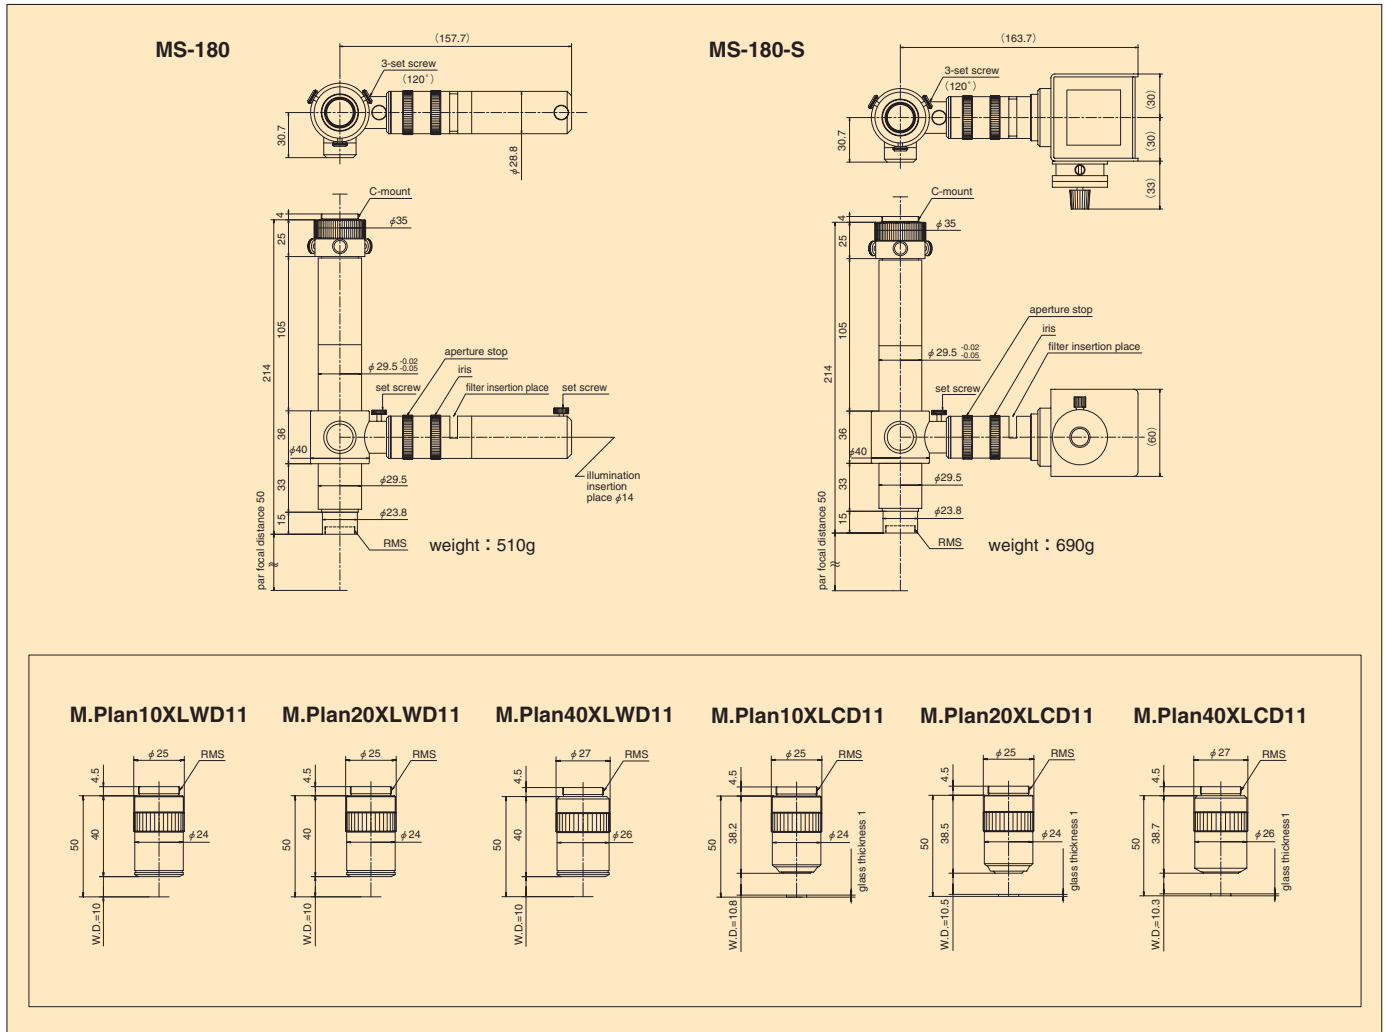 MS-180
(157.7)
3-set screw
(120°)
30.7
φ28.8
C-mount
4
φ35
25
105
214
φ29.5 -0.02 -0.05
aperture stop
iris
set screw
filter insertion place
set screw
36
φ40
33
φ29.5
illumination
insertion
place φ14
15
φ23.8
RMS
par focal distance 50
weight：510g
MS-180-S
(163.7)
3-set screw
(120°)
30.7
(30)
(30)
(33)
C-mount
4
φ35
25
105
214
φ29.5 -0.02 -0.05
aperture stop
iris
filter insertion place
set screw
36
φ40
(60)
33
φ29.5
15
φ23.8
RMS
par focal distance 50
weight：690g
M.Plan10XLWD11
φ25
RMS
4.5
50
40
φ24
W.D.=10
M.Plan20XLWD11
φ25
RMS
4.5
50
40
φ24
W.D.=10
M.Plan40XLWD11
φ27
RMS
4.5
50
40
φ26
W.D.=10
M.Plan10XLCD11
φ25
RMS
4.5
50
38.2
φ24
glass thickness 1
W.D.=10.8
M.Plan20XLCD11
φ25
RMS
4.5
50
38.5
φ24
glass thickness 1
W.D.=10.5
M.Plan40XLCD11
φ27
RMS
4.5
50
38.7
φ26
glass thickness1
W.D.=10.3